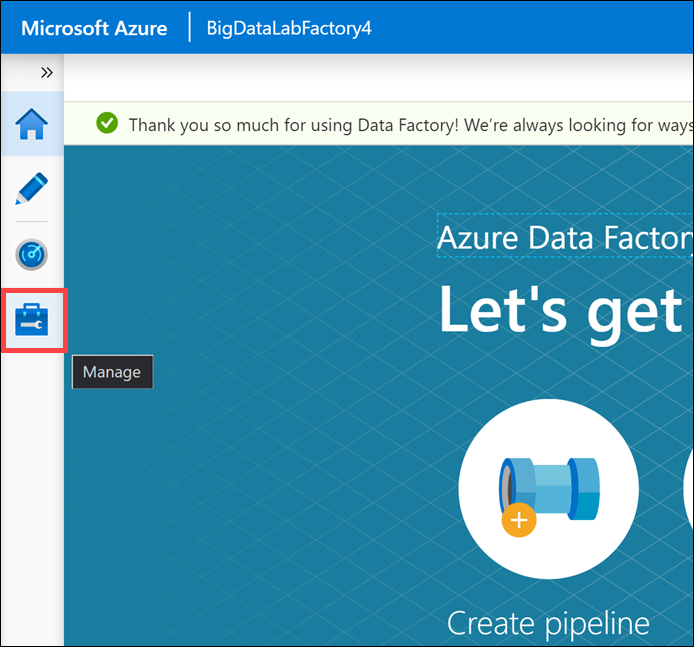 Microsoft Azure BigDataLabFactory4
Thank you so much for using Data Factory! We're always looking for ways
Azure Data Factor
Let's get
Manage
Create pipeline